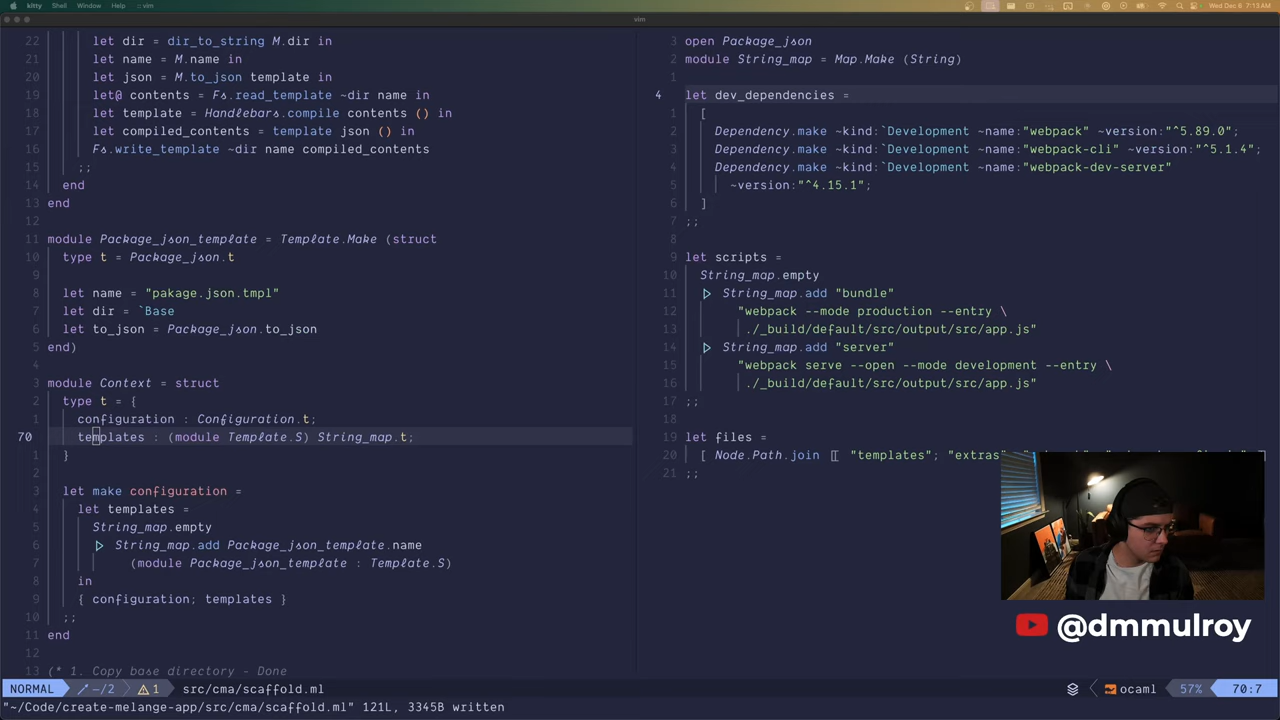 kitty Shell Window Help :: vim
Wed Dec 6 7:13 AM
vim
22 let dir = dir_to_string M.dir in
21 let name = M.name in
20 let json = M.to_json template in
19 let@ contents = Fs.read_template ~dir name in
18 let template = Handlebars.compile contents () in
17 let compiled_contents = template json () in
16 Fs.write_template ~dir name compiled_contents
15 ;;
14 end
13 end
12
11 module Package_json_template = Template.Make (struct
10 type t = Package_json.t
9
8 let name = "pakage.json.tmpl"
7 let dir = `Base
6 let to_json = Package_json.to_json
5 end)
4
3 module Context = struct
2 type t = {
1 configuration : Configuration.t;
70 templates : (module Template.S) String_map.t;
1 }
2
3 let make configuration =
4 let templates =
5 String_map.empty
6 ▷ String_map.add Package_json_template.name
7 (module Package_json_template : Template.S)
8 in
9 { configuration; templates }
10 ;;
11 end
12
13 (* 1. Copy base directory - Done
3 open Package_json
2 module String_map = Map.Make (String)
1
4 let dev_dependencies =
1 [
2 Dependency.make ~kind:`Development ~name:"webpack" ~version:"^5.89.0";
3 Dependency.make ~kind:`Development ~name:"webpack-cli" ~version:"^5.1.4";
4 Dependency.make ~kind:`Development ~name:"webpack-dev-server"
5 ~version:"^4.15.1";
6 ]
7 ;;
8
9 let scripts =
10 String_map.empty
11 ▷ String_map.add "bundle"
12 "webpack --mode production --entry \
13 ./_build/default/src/output/src/app.js"
14 ▷ String_map.add "server"
15 "webpack serve --open --mode development --entry \
16 ./_build/default/src/output/src/app.js"
17 ;;
18
19 let files =
20 [ Node.Path.join [| "templates"; "extras"
21 ;;
@dmmulroy
NORMAL ~/2 1 src/cma/scaffold.ml ocaml 57% 70:7
"~/Code/create-melange-app/src/cma/scaffold.ml" 121L, 3345B written